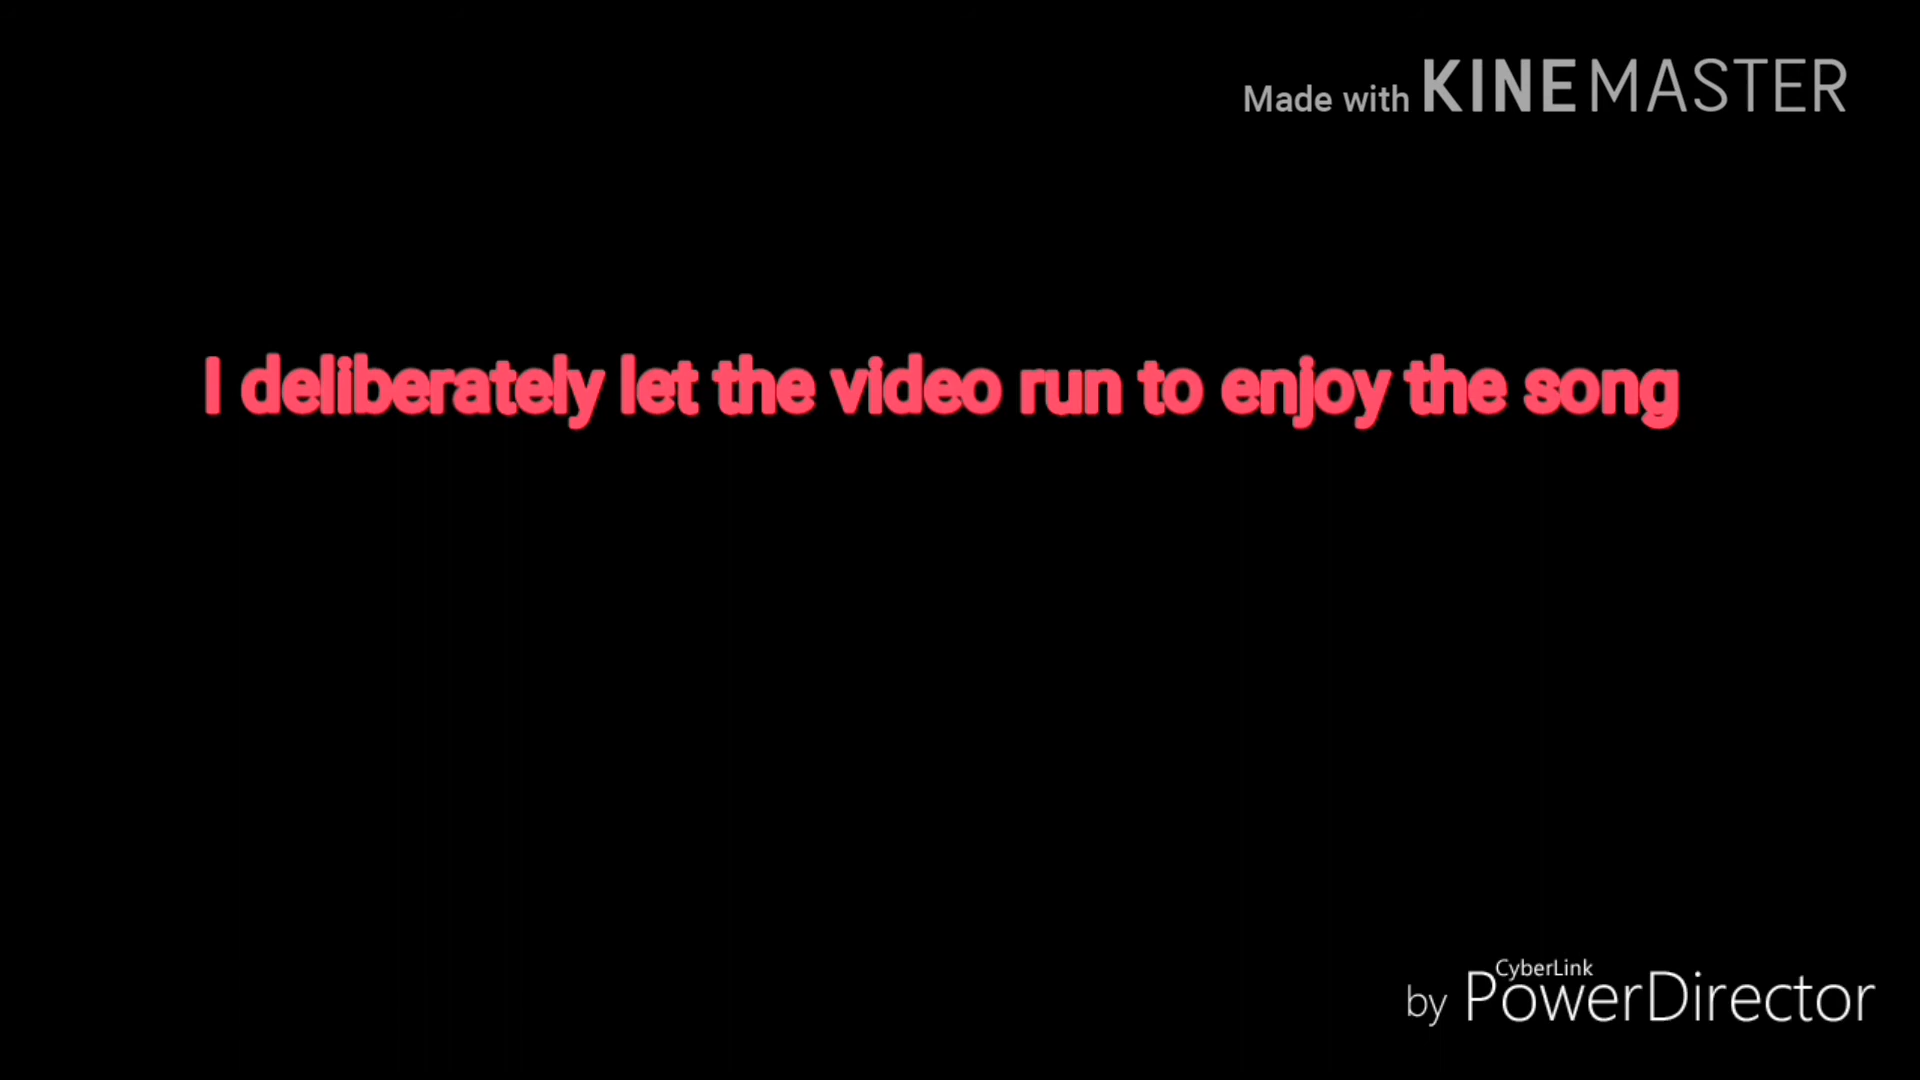 Made with KINEMASTER
I deliberately let the video run to enjoy the song
CyberLink
by PowerDirector